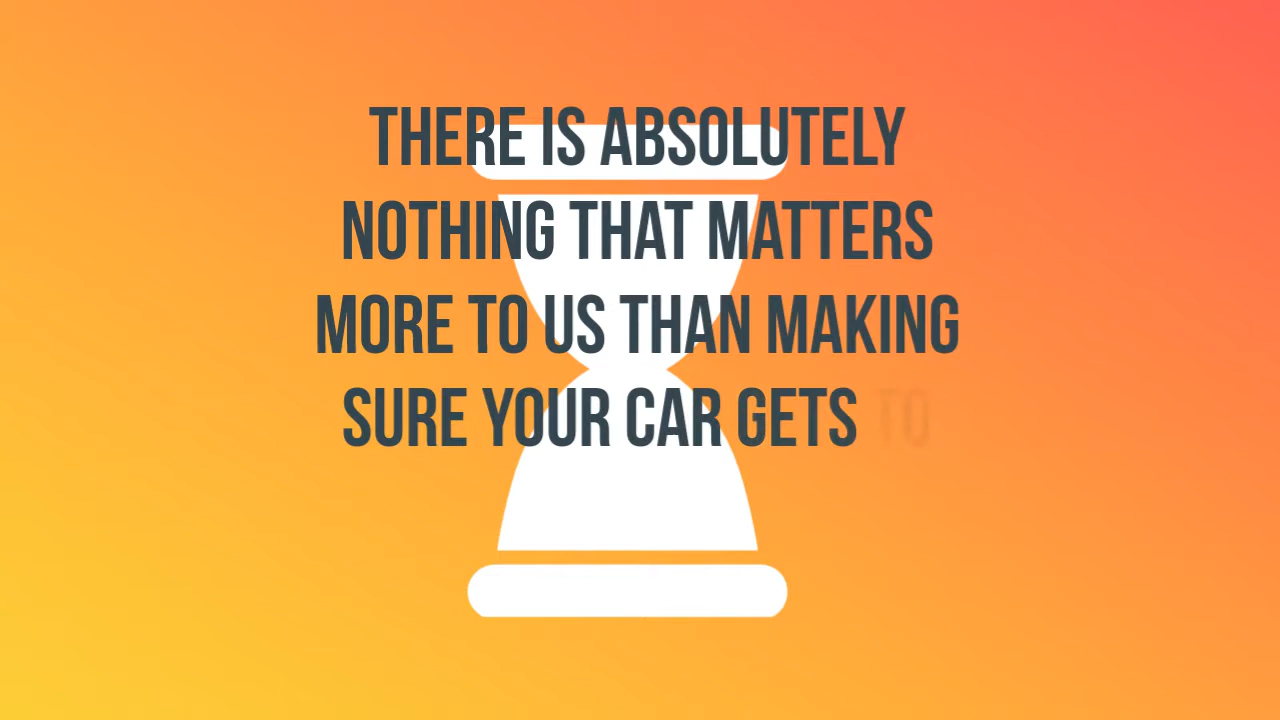 THERE IS ABSOLUTELY
NOTHING THAT MATTERS
MORE TO US THAN MAKING
SURE YOUR CAR GETS TO